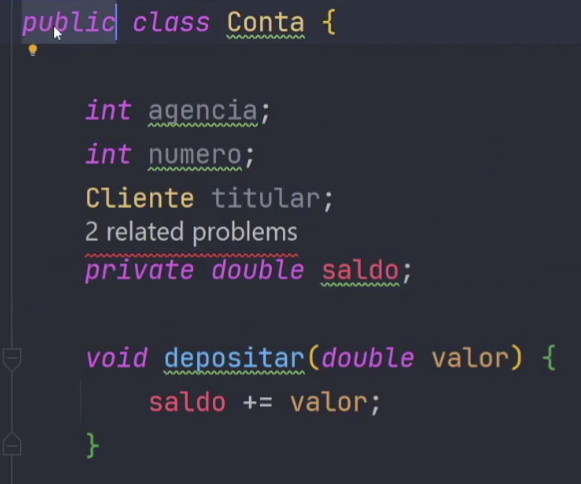 public class Conta {
int agencia;
int numero;
Cliente titular;
2 related problems
private double saldo;
void depositar(double valor) {
saldo += valor;
}